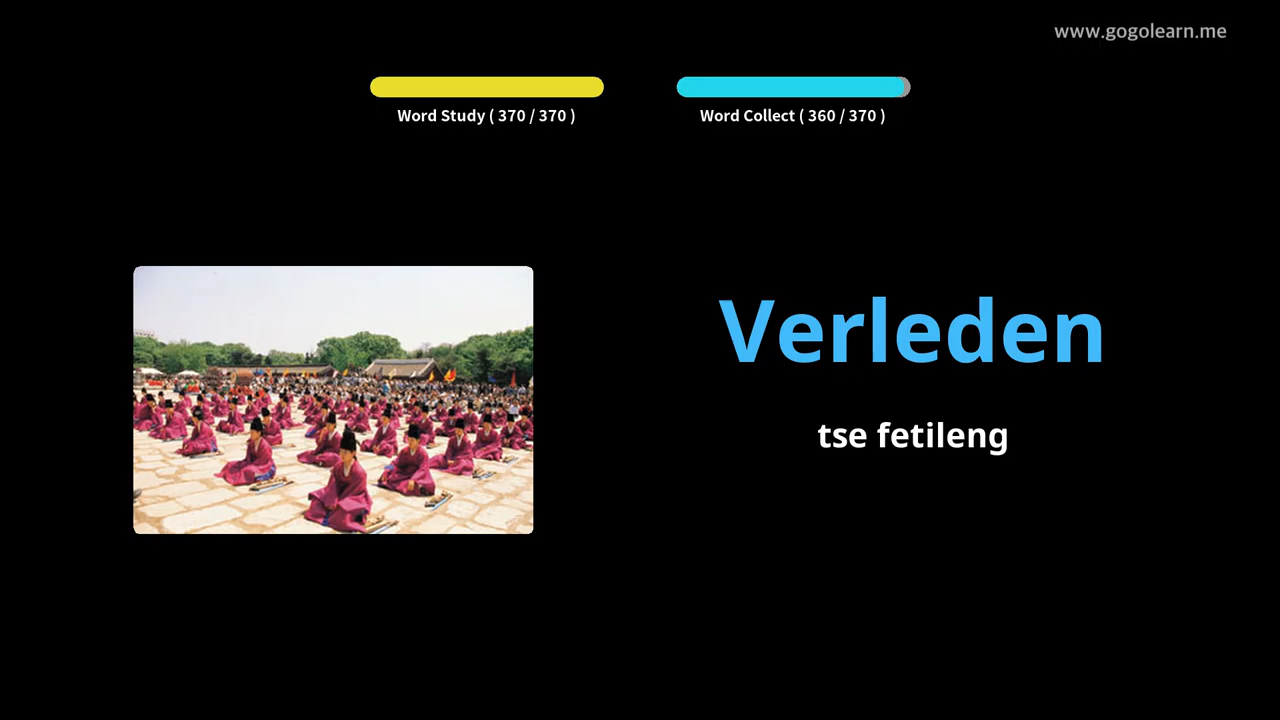 www.gogolearn.me
Word Study ( 370 / 370 )
Word Collect ( 360 / 370 )
Verleden
tse fetileng